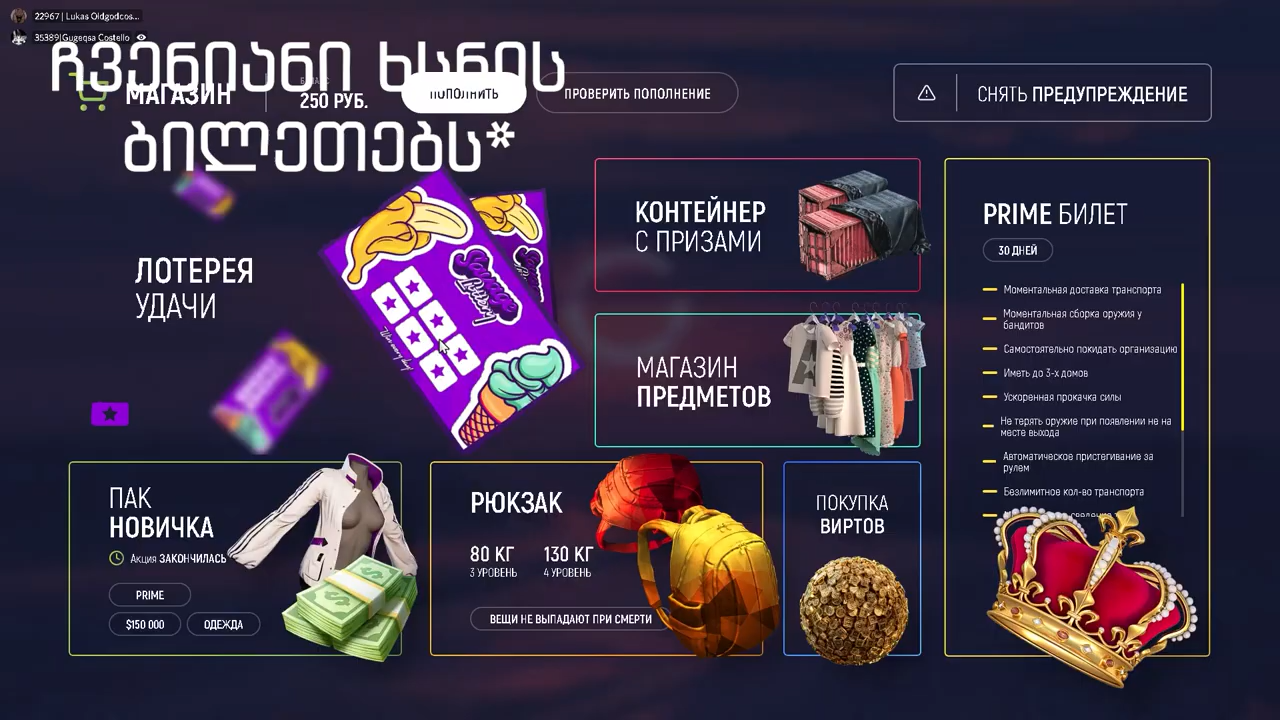 22967 | Lukas Oldgodcos...
35389|Gugeqsa Costello
ჩვენიანი ხსნის
ბილეთებს*
МАГАЗИН
БАЛАНС
250 РУБ.
ПОПОЛНИТЬ
ПРОВЕРИТЬ ПОПОЛНЕНИЕ
СНЯТЬ ПРЕДУПРЕЖДЕНИЕ
ЛОТЕРЕЯ
УДАЧИ
КОНТЕЙНЕР
С ПРИЗАМИ
МАГАЗИН
ПРЕДМЕТОВ
PRIME БИЛЕТ
30 ДНЕЙ
Моментальная доставка транспорта
Моментальная сборка оружия у
бандитов
Самостоятельно покидать организацию
Иметь до 3-х домов
Ускоренная прокачка силы
Не терять оружие при появлении не на
месте выхода
Автоматическое пристегивание за
рулем
Безлимитное кол-во транспорта
ПАК
НОВИЧКА
Акция ЗАКОНЧИЛАСЬ
PRIME
$150 000
ОДЕЖДА
РЮКЗАК
80 КГ
3 УРОВЕНЬ
130 КГ
4 УРОВЕНЬ
ВЕЩИ НЕ ВЫПАДАЮТ ПРИ СМЕРТИ
ПОКУПКА
ВИРТОВ